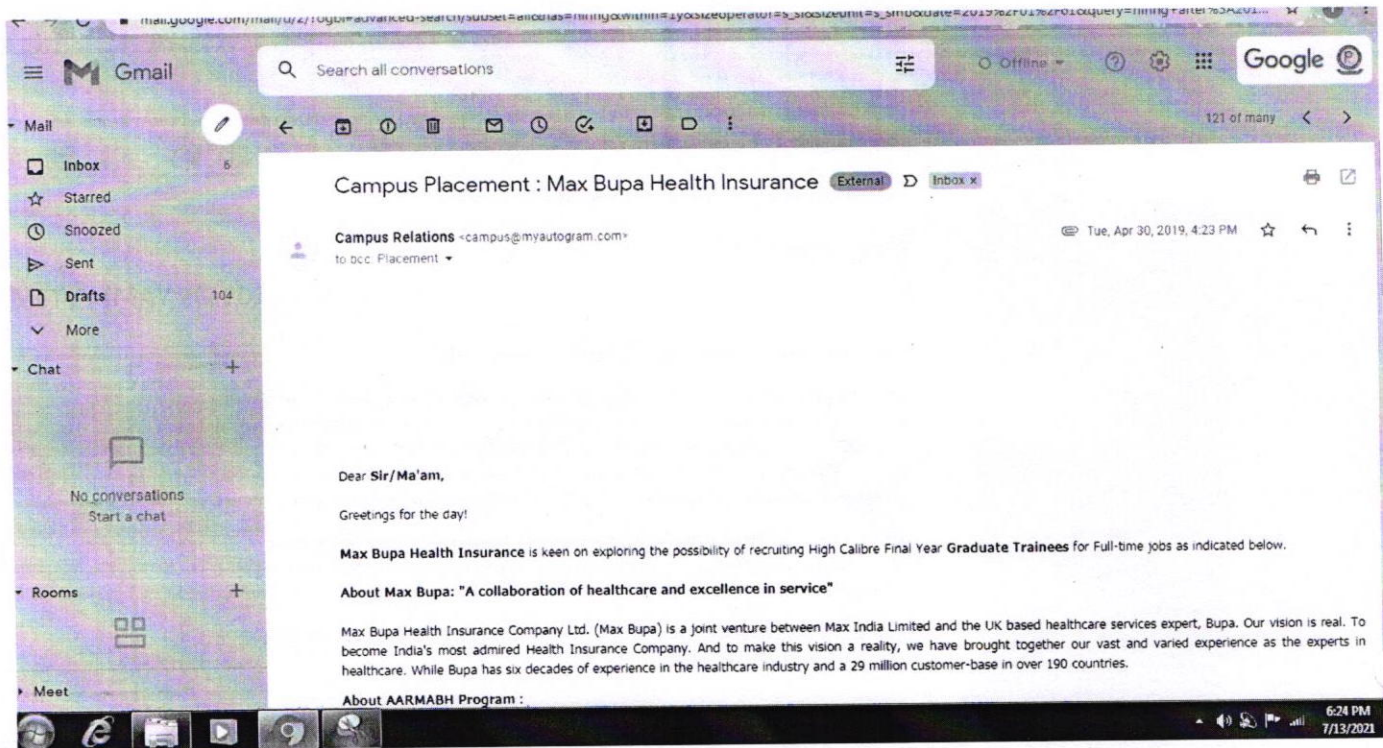 Gmail
Search all conversations
Offline
Google
Mail
121 of many
Inbox 6
Starred
Snoozed
Sent
Drafts 104
More
Chat
No conversations
Start a chat
Rooms
Meet
Campus Placement : Max Bupa Health Insurance External Inbox x
Campus Relations <campus@myautogram.com>
Tue, Apr 30, 2019, 4:23 PM
to bcc: Placement
Dear Sir/Ma'am,
Greetings for the day!
Max Bupa Health Insurance is keen on exploring the possibility of recruiting High Calibre Final Year Graduate Trainees for Full-time jobs as indicated below.
About Max Bupa: "A collaboration of healthcare and excellence in service"
Max Bupa Health Insurance Company Ltd. (Max Bupa) is a joint venture between Max India Limited and the UK based healthcare services expert, Bupa. Our vision is real. To
become India's most admired Health Insurance Company. And to make this vision a reality, we have brought together our vast and varied experience as the experts in
healthcare. While Bupa has six decades of experience in the healthcare industry and a 29 million customer-base in over 190 countries.
About AARMABH Program :
6:24 PM
7/13/2021